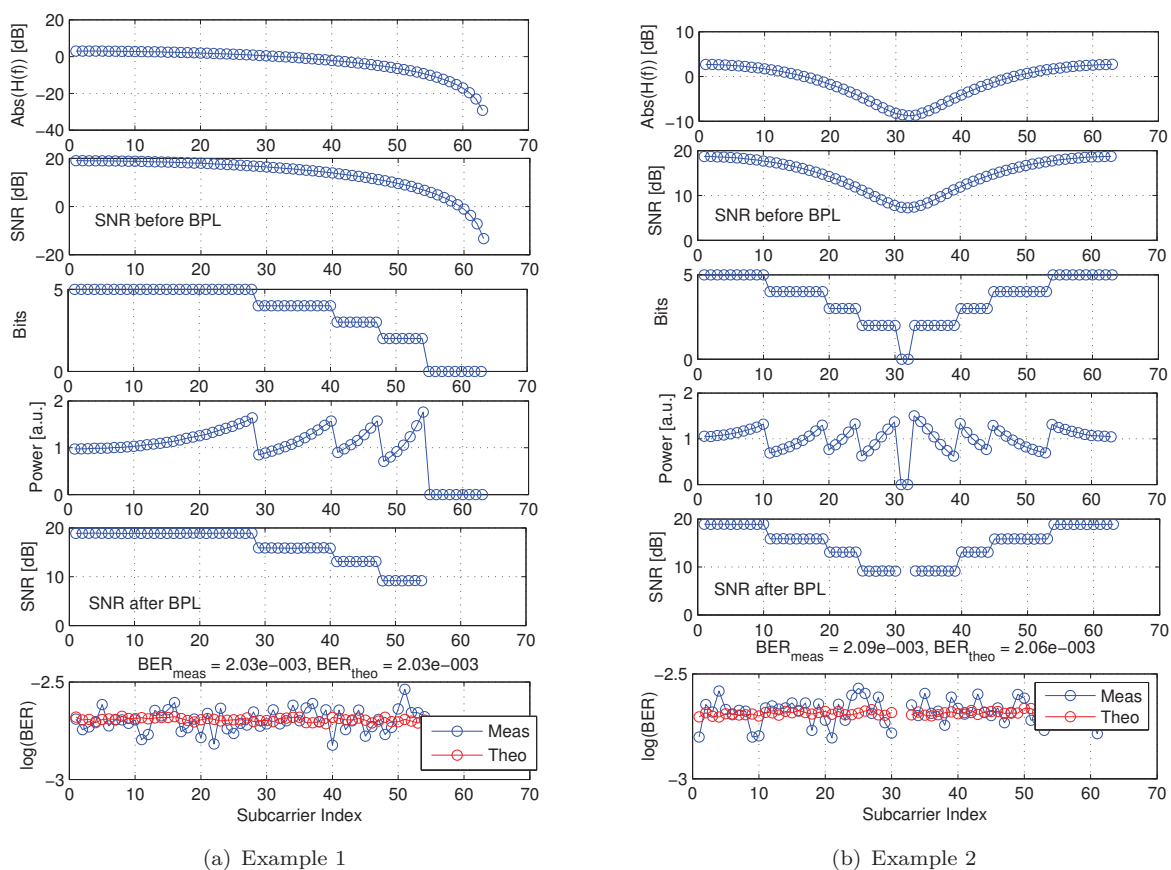 20
0
−20
−40
Abs(H(f)) [dB]
0 10 20 30 40 50 60 70
20
0
−20
SNR [dB]
SNR before BPL
0 10 20 30 40 50 60 70
5
0
Bits
0 10 20 30 40 50 60 70
2
1
0
Power [a.u.]
0 10 20 30 40 50 60 70
20
10
0
SNR [dB]
SNR after BPL
0 10 20 30 40 50 60 70
BER_meas = 2.03e−003, BER_theo = 2.03e−003
−2.5
−3
log(BER)
Meas
Theo
0 10 20 30 40 50 60 70
Subcarrier Index
(a) Example 1
10
0
−10
Abs(H(f)) [dB]
0 10 20 30 40 50 60 70
20
10
0
SNR [dB]
SNR before BPL
0 10 20 30 40 50 60 70
5
0
Bits
0 10 20 30 40 50 60 70
2
1
0
Power [a.u.]
0 10 20 30 40 50 60 70
20
10
0
SNR [dB]
SNR after BPL
0 10 20 30 40 50 60 70
BER_meas = 2.09e−003, BER_theo = 2.06e−003
−2.5
−3
log(BER)
Meas
Theo
0 10 20 30 40 50 60 70
Subcarrier Index
(b) Example 2